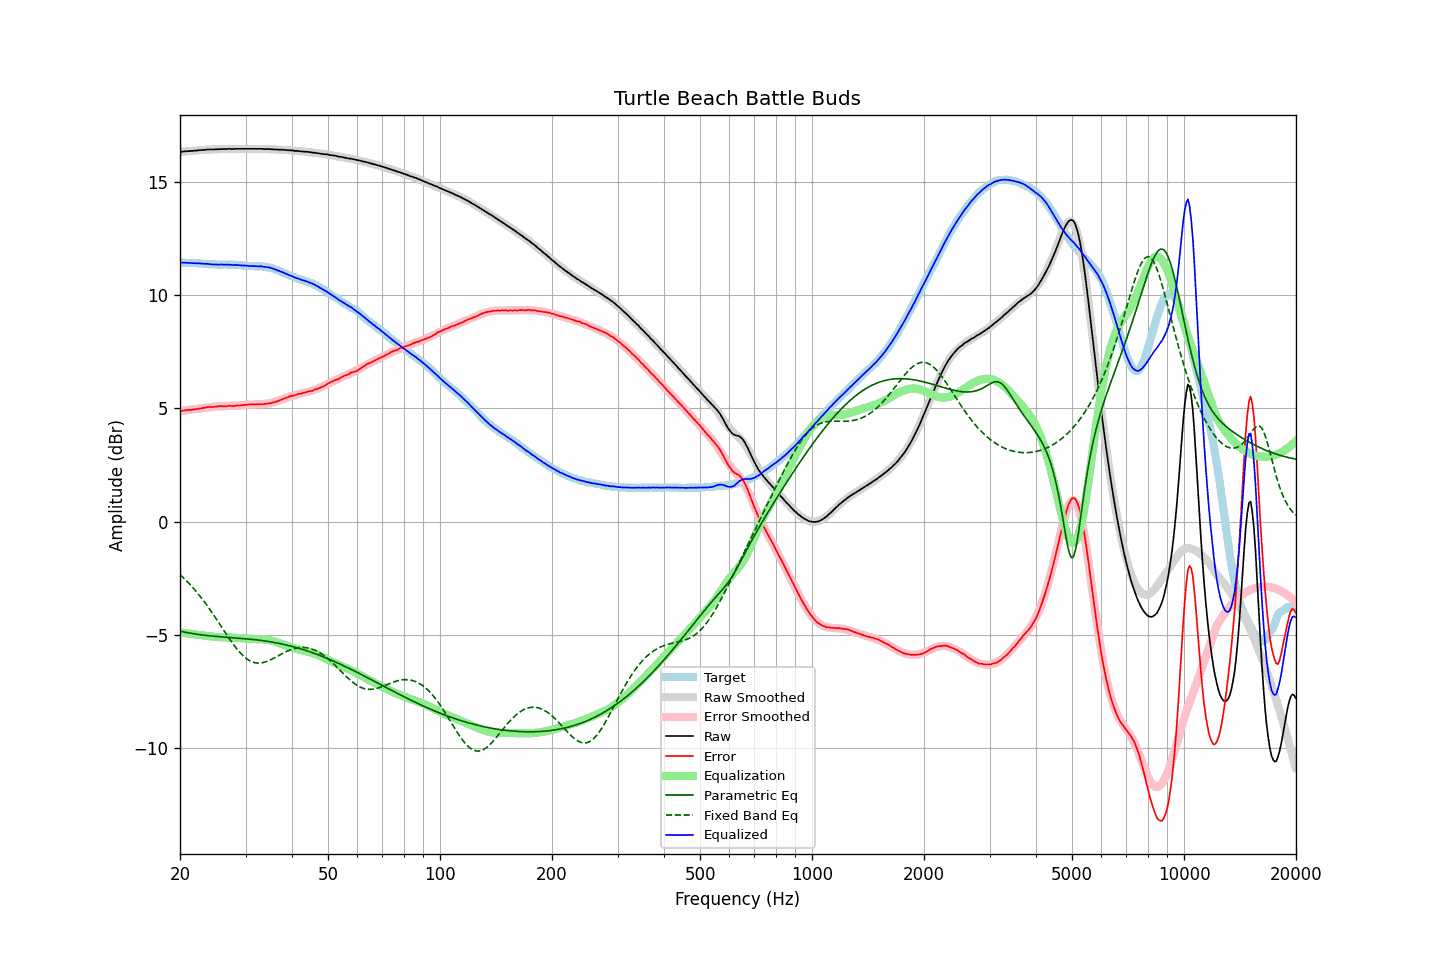 Turtle Beach Battle Buds
Amplitude (dBr)
15
10
5
0
−5
−10
Target
Raw Smoothed
Error Smoothed
Raw
Error
Equalization
Parametric Eq
Fixed Band Eq
Equalized
20
50
100
200
500
1000
2000
5000
10000
20000
Frequency (Hz)